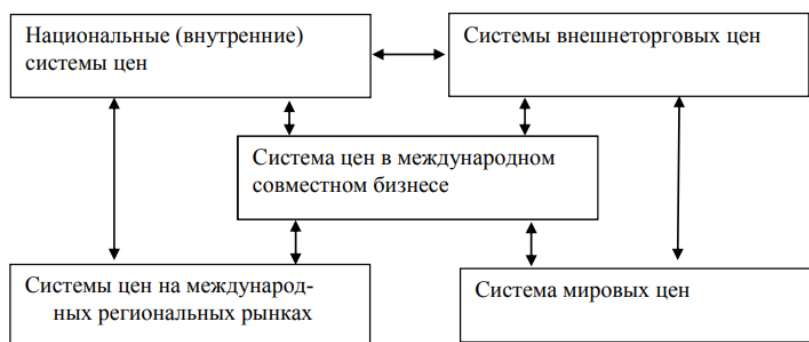 Национальные (внутренние)
системы цен
Системы внешнеторговых цен
Система цен в международном
совместном бизнесе
Системы цен на международ-
ных региональных рынках
Система мировых цен